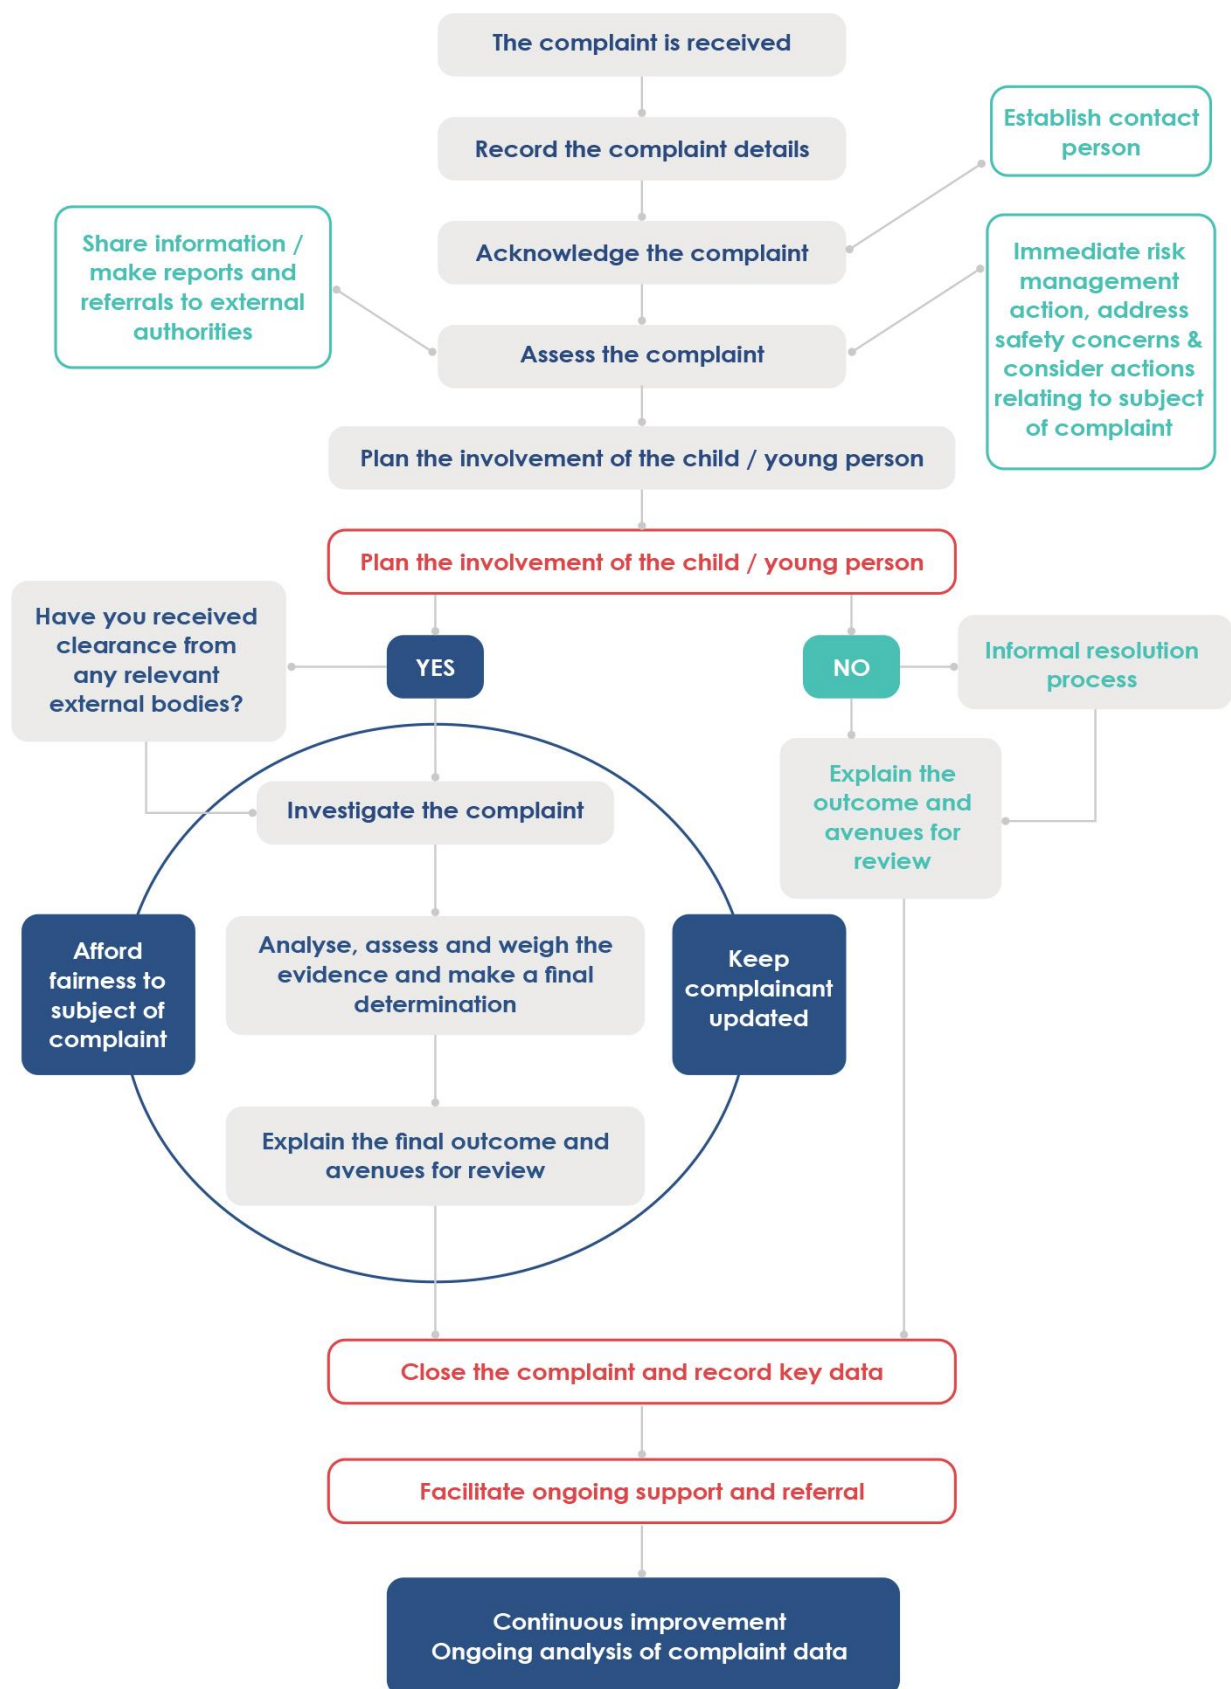 The complaint is received
Record the complaint details
Establish contact
person
Share information /
make reports and
referrals to external
authorities
Acknowledge the complaint
Immediate risk
management
action, address
safety concerns &
consider actions
relating to subject
of complaint
Assess the complaint
Plan the involvement of the child / young person
Plan the involvement of the child / young person
Have you received
clearance from
any relevant
external bodies?
YES
NO
Informal resolution
process
Investigate the complaint
Explain the
outcome and
avenues for
review
Afford
fairness to
subject of
complaint
Analyse, assess and weigh the
evidence and make a final
determination
Keep
complainant
updated
Explain the final outcome and
avenues for review
Close the complaint and record key data
Facilitate ongoing support and referral
Continuous improvement
Ongoing analysis of complaint data